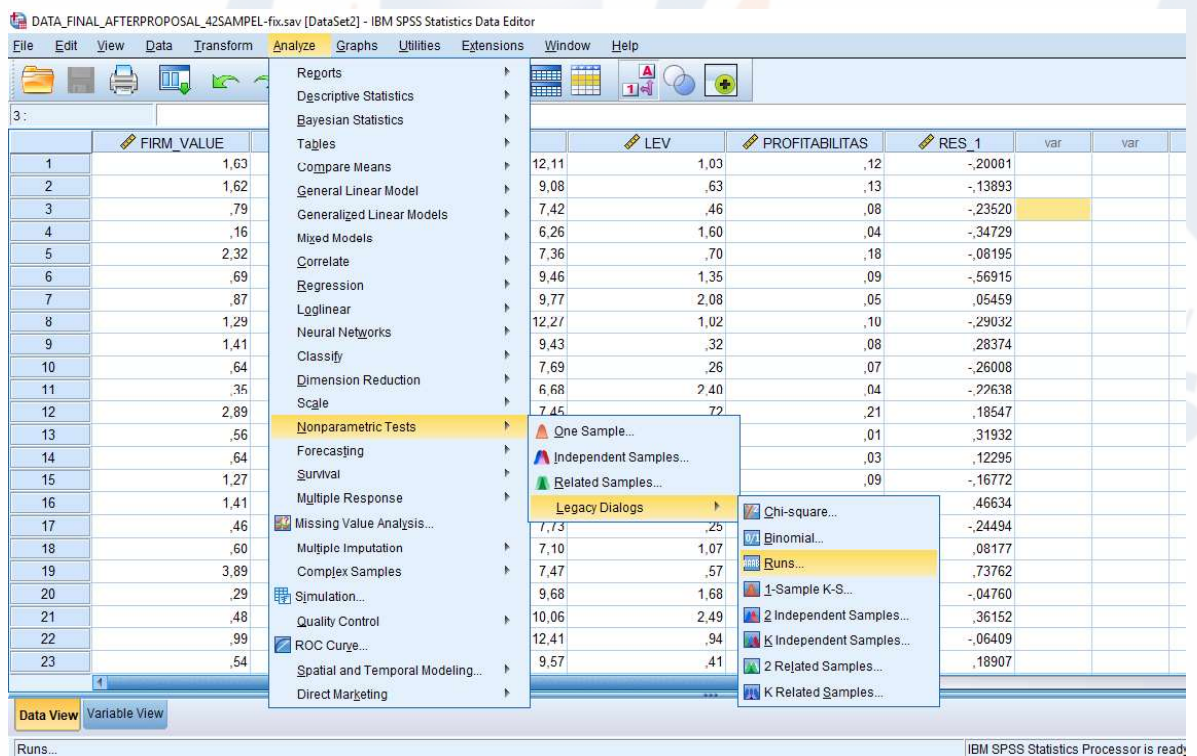 DATA_FINAL_AFTERPROPOSAL_42SAMPEL-fix.sav [DataSet2] - IBM SPSS Statistics Data Editor
File Edit View Data Transform Analyze Graphs Utilities Extensions Window Help
3 :
FIRM_VALUE LEV PROFITABILITAS RES_1 var var
1 1,63 12,11 1,03 ,12 -,20081
2 1,62 9,08 ,63 ,13 -,13893
3 ,79 7,42 ,46 ,08 -,23520
4 ,16 6,26 1,60 ,04 -,34729
5 2,32 7,36 ,70 ,18 -,08195
6 ,69 9,46 1,35 ,09 -,56915
7 ,87 9,77 2,08 ,05 ,05459
8 1,29 12,27 1,02 ,10 -,29032
9 1,41 9,43 ,32 ,08 ,28374
10 ,64 7,69 ,26 ,07 -,26008
11 ,35 6,68 2,40 ,04 -,22638
12 2,89 7,45 ,72 ,21 ,18547
13 ,56 ,01 ,31932
14 ,64 ,03 ,12295
15 1,27 ,09 -,16772
16 1,41 ,46634
17 ,46 7,73 ,25 -,24494
18 ,60 7,10 1,07 ,08177
19 3,89 7,47 ,57 ,73762
20 ,29 9,68 1,68 -,04760
21 ,48 10,06 2,49 ,36152
22 ,99 12,41 ,94 -,06409
23 ,54 9,57 ,41 ,18907
Reports
Descriptive Statistics
Bayesian Statistics
Tables
Compare Means
General Linear Model
Generalized Linear Models
Mixed Models
Correlate
Regression
Loglinear
Neural Networks
Classify
Dimension Reduction
Scale
Nonparametric Tests
Forecasting
Survival
Multiple Response
Missing Value Analysis...
Multiple Imputation
Complex Samples
Simulation...
Quality Control
ROC Curve...
Spatial and Temporal Modeling...
Direct Marketing
One Sample...
Independent Samples...
Related Samples...
Legacy Dialogs
Chi-square...
Binomial...
Runs...
1-Sample K-S...
2 Independent Samples...
K Independent Samples...
2 Related Samples...
K Related Samples...
Data View Variable View
Runs... IBM SPSS Statistics Processor is ready